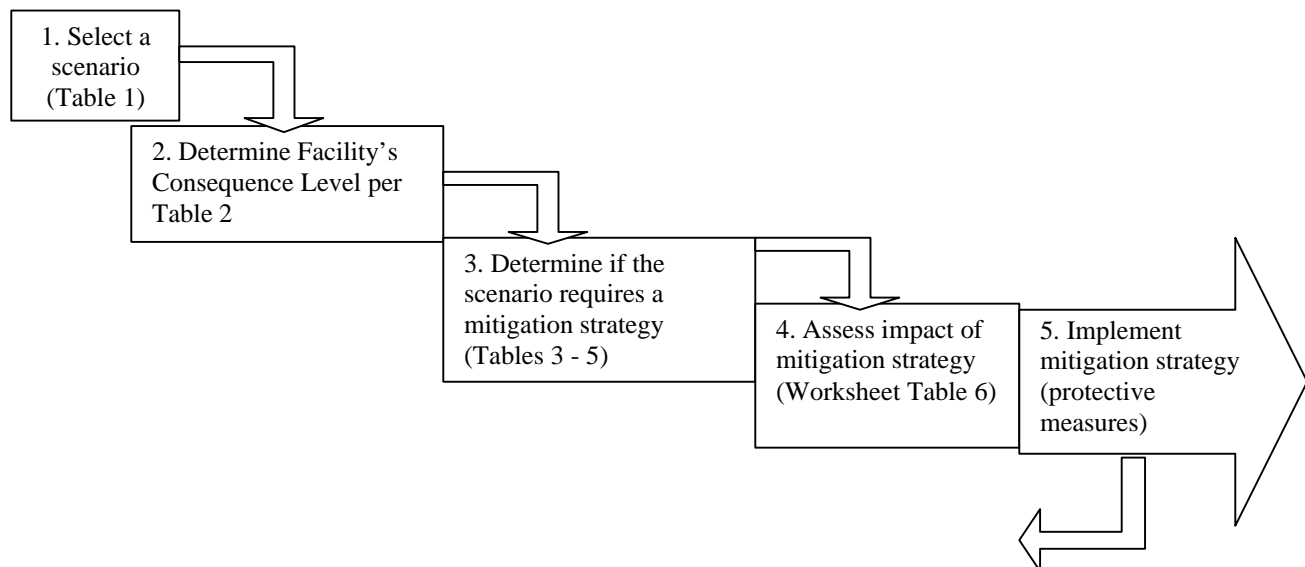 1. Select a
scenario
(Table 1)
2. Determine Facility’s
Consequence Level per
Table 2
3. Determine if the
scenario requires a
mitigation strategy
(Tables 3 - 5)
4. Assess impact of
mitigation strategy
(Worksheet Table 6)
5. Implement
mitigation strategy
(protective
measures)